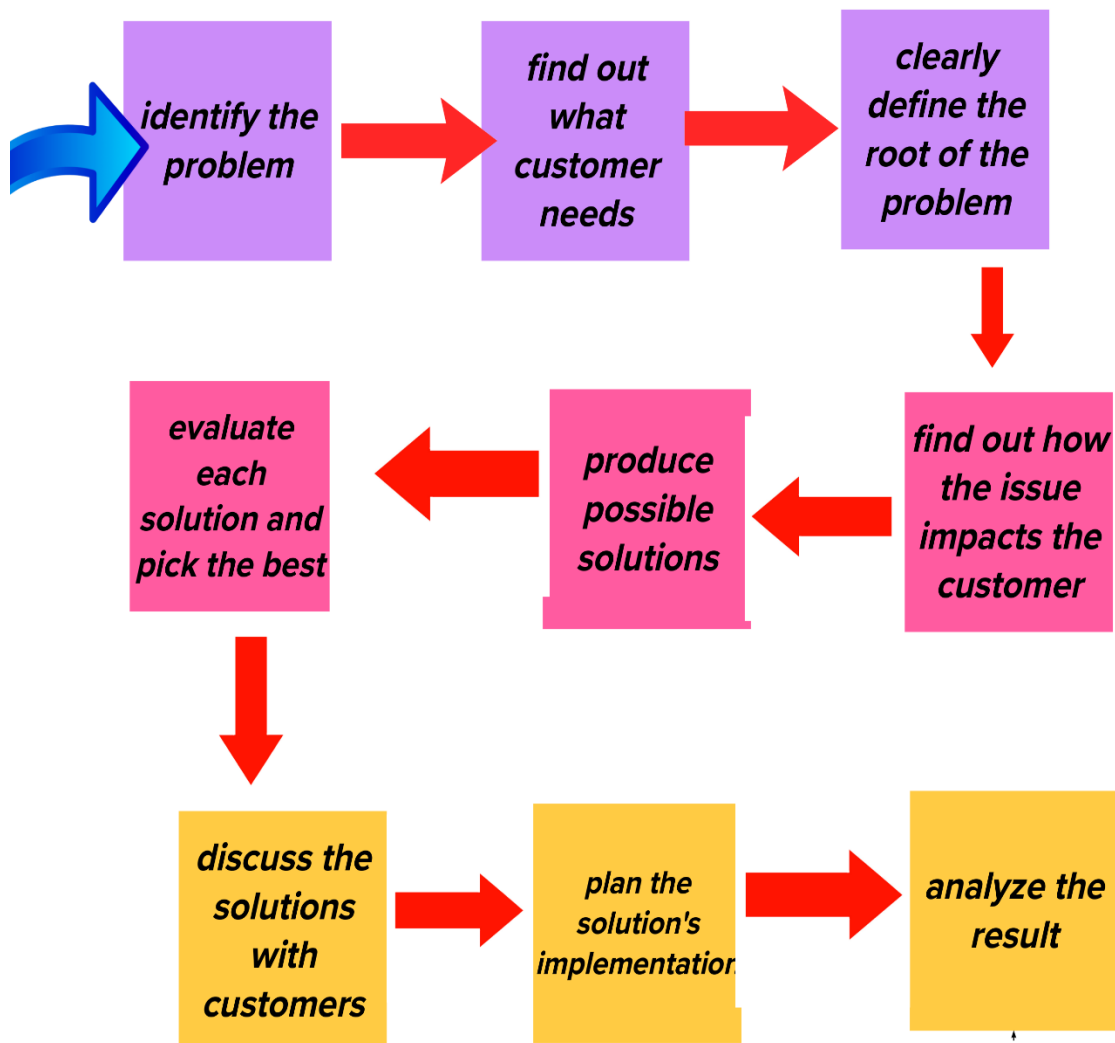 identify the
problem
find out
what
customer
needs
clearly
define the
root of the
problem
find out how
the issue
impacts the
customer
produce
possible
solutions
evaluate
each
solution and
pick the best
discuss the
solutions
with
customers
plan the
solution's
implementation
analyze the
result